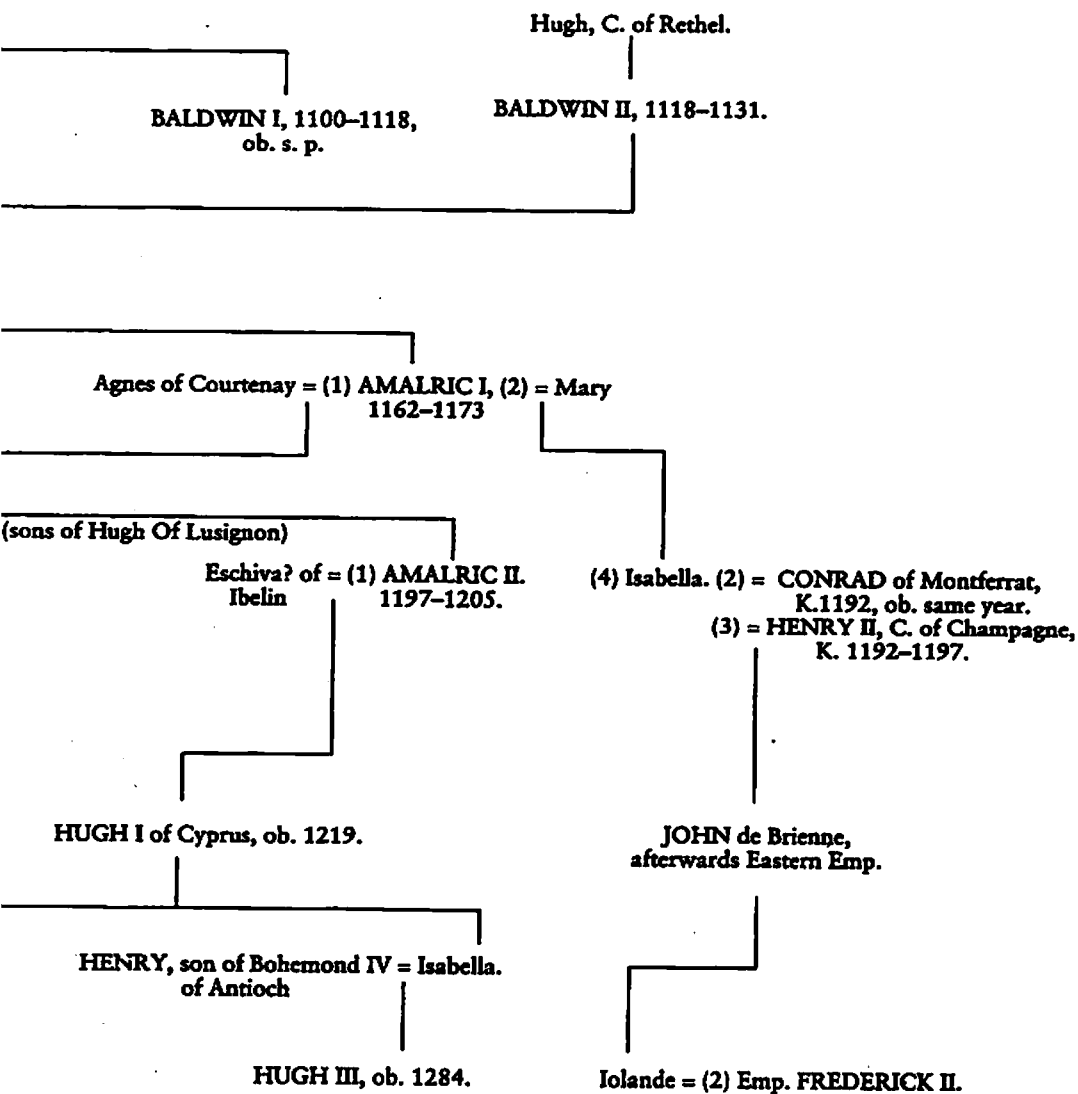 Hugh, C. of Rethel.
BALDWIN I, 1100–1118,
ob. s. p.
BALDWIN II, 1118–1131.
Agnes of Courtenay = (1) AMALRIC I, (2) = Mary
1162–1173
(sons of Hugh Of Lusignon)
Eschiva? of = (1) AMALRIC II.
Ibelin 1197–1205.
(4) Isabella. (2) = CONRAD of Montferrat,
K.1192, ob. same year.
(3) = HENRY II, C. of Champagne,
K. 1192–1197.
HUGH I of Cyprus, ob. 1219.
JOHN de Brienne,
afterwards Eastern Emp.
HENRY, son of Bohemond IV = Isabella.
of Antioch
HUGH III, ob. 1284.
Iolande = (2) Emp. FREDERICK II.